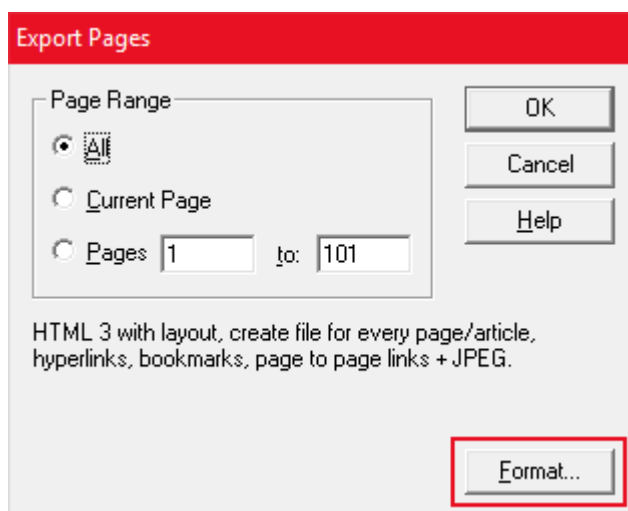 Export Pages
Page Range
All
Current Page
Pages 1 to: 101
OK
Cancel
Help
HTML 3 with layout, create file for every page/article,
hyperlinks, bookmarks, page to page links + JPEG.
Format...